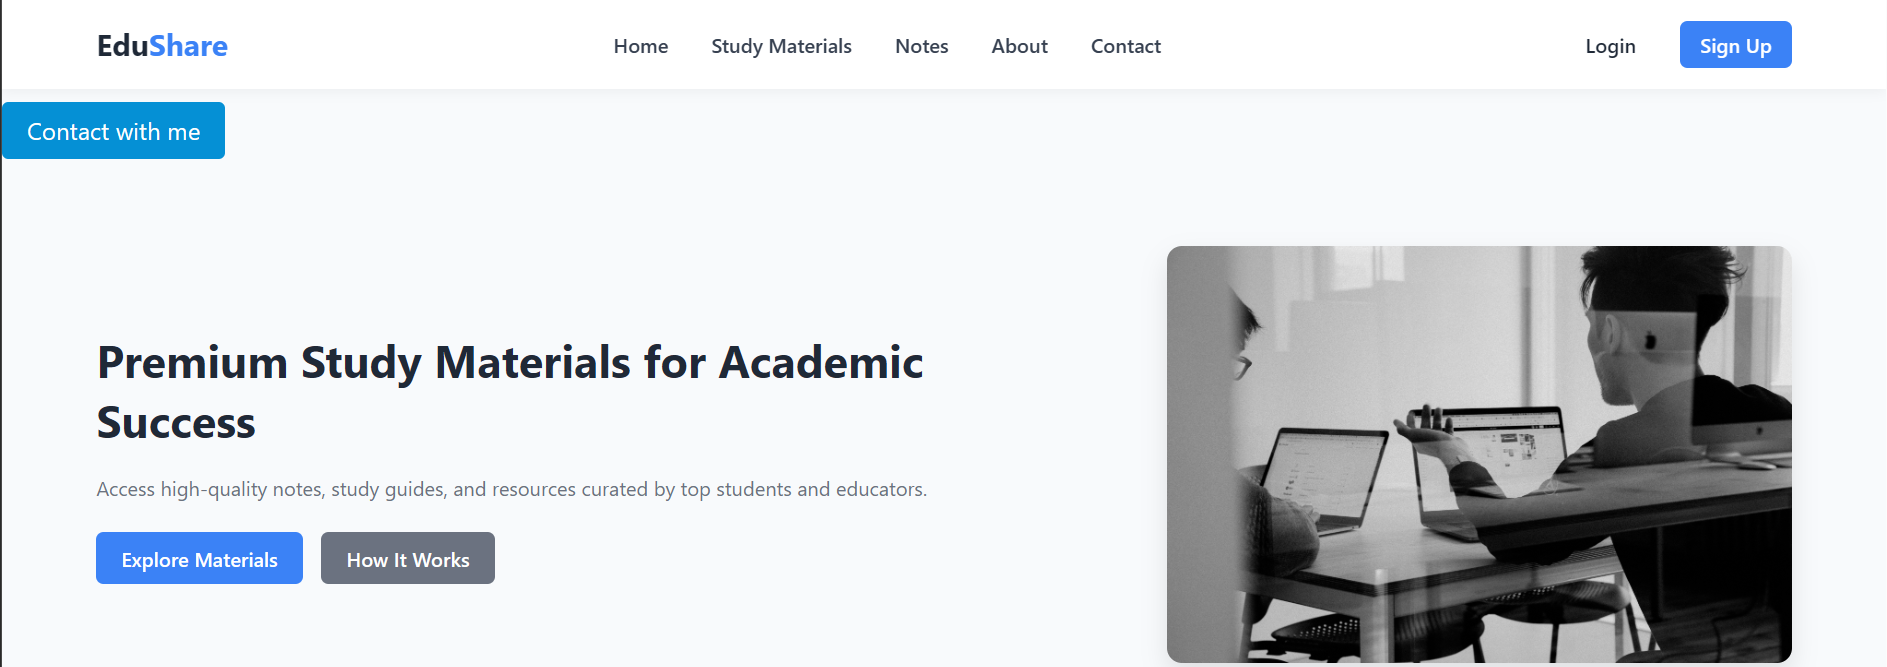 EduShare
Home Study Materials Notes About Contact
Login Sign Up
Contact with me
Premium Study Materials for Academic
Success
Access high-quality notes, study guides, and resources curated by top students and educators.
Explore Materials How It Works